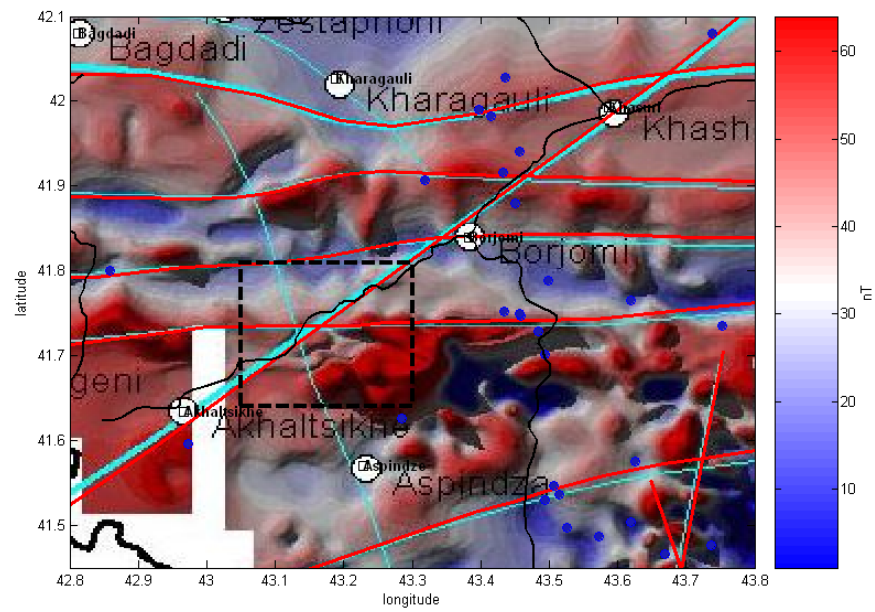 42.1
42
41.9
41.8
41.7
41.6
41.5
latitude
42.8
42.9
43
43.1
43.2
43.3
43.4
43.5
43.6
43.7
43.8
longitude
60
50
40
30
20
10
nT
Zestaphoni
Bagdadi
Bagdadi
Kharagauli
Kharagauli
Khashuri
Khash
Borjomi
Borjomi
geni
Akhaltsikhe
Akhaltsikhe
Aspindze
Aspindza